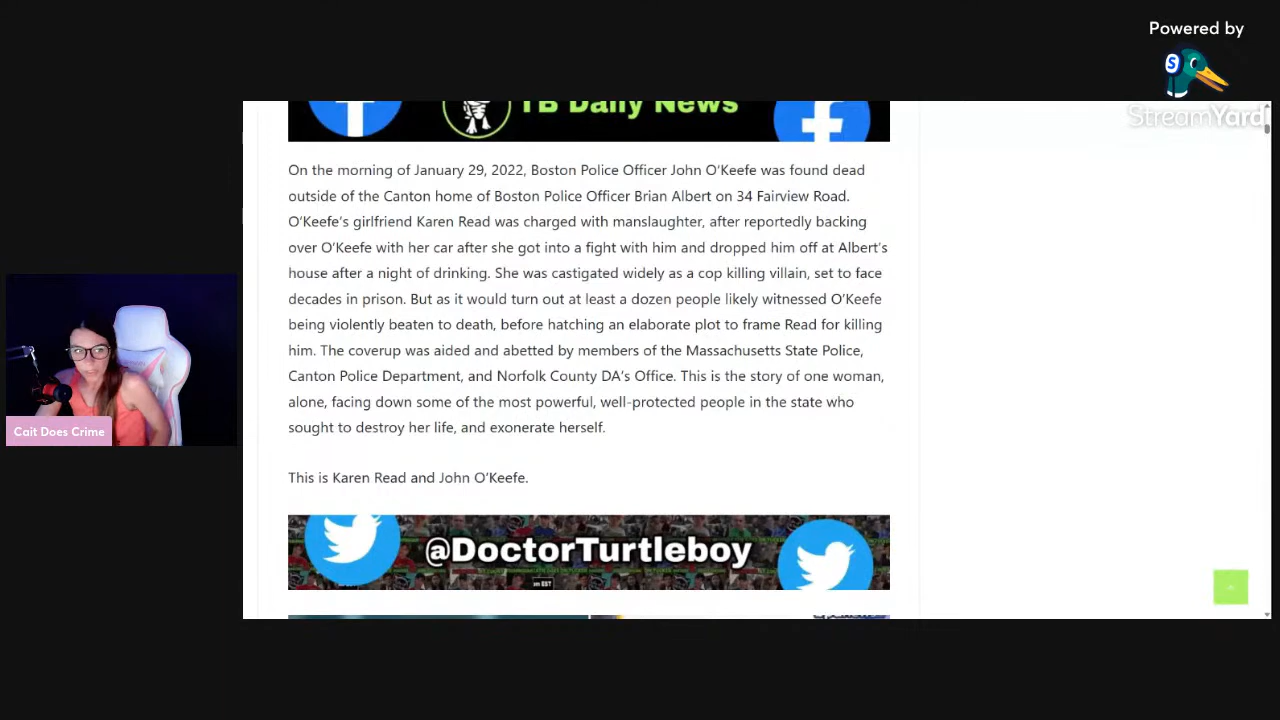 Powered by
S
StreamYard
TB Daily News
On the morning of January 29, 2022, Boston Police Officer John O’Keefe was found dead
outside of the Canton home of Boston Police Officer Brian Albert on 34 Fairview Road.
O’Keefe’s girlfriend Karen Read was charged with manslaughter, after reportedly backing
over O’Keefe with her car after she got into a fight with him and dropped him off at Albert’s
house after a night of drinking. She was castigated widely as a cop killing villain, set to face
decades in prison. But as it would turn out at least a dozen people likely witnessed O’Keefe
being violently beaten to death, before hatching an elaborate plot to frame Read for killing
him. The coverup was aided and abetted by members of the Massachusetts State Police,
Canton Police Department, and Norfolk County DA’s Office. This is the story of one woman,
alone, facing down some of the most powerful, well-protected people in the state who
sought to destroy her life, and exonerate herself.
Cait Does Crime
This is Karen Read and John O’Keefe.
@DoctorTurtleboy